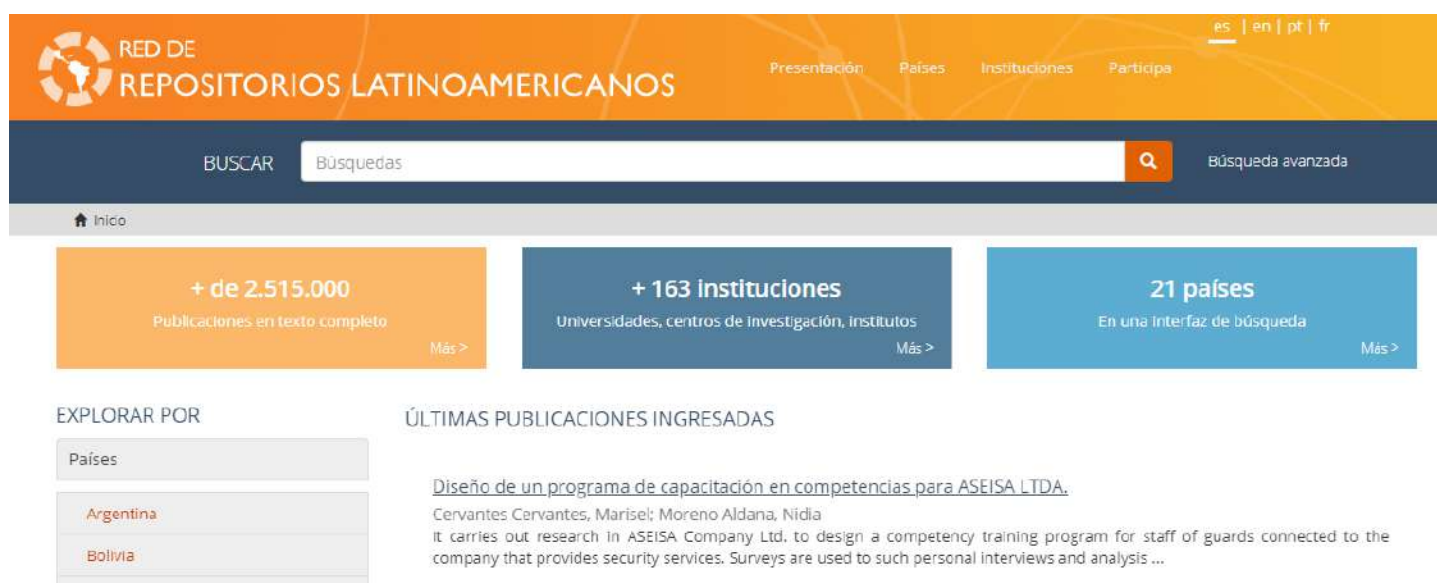 es | en | pt | fr
RED DE
REPOSITORIOS LATINOAMERICANOS
Presentación Países Instituciones Participa
BUSCAR Búsquedas Búsqueda avanzada
Inicio
+ de 2.515.000
Publicaciones en texto completo
Más >
+ 163 instituciones
Universidades, centros de investigación, institutos
Más >
21 países
En una interfaz de búsqueda
Más >
EXPLORAR POR
Países
Argentina
Bolivia
ÚLTIMAS PUBLICACIONES INGRESADAS
Diseño de un programa de capacitación en competencias para ASEISA LTDA.
Cervantes Cervantes, Marisel; Moreno Aldana, Nidia
It carries out research in ASEISA Company Ltd. to design a competency training program for staff of guards connected to the
company that provides security services. Surveys are used to such personal interviews and analysis ...